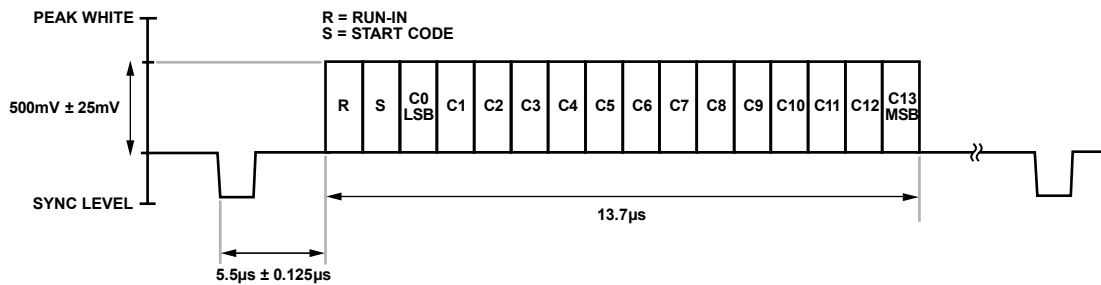 PEAK WHITE
R = RUN-IN
S = START CODE
500mV ± 25mV
R
S
C0
LSB
C1
C2
C3
C4
C5
C6
C7
C8
C9
C10
C11
C12
C13
MSB
SYNC LEVEL
13.7µs
5.5µs ± 0.125µs